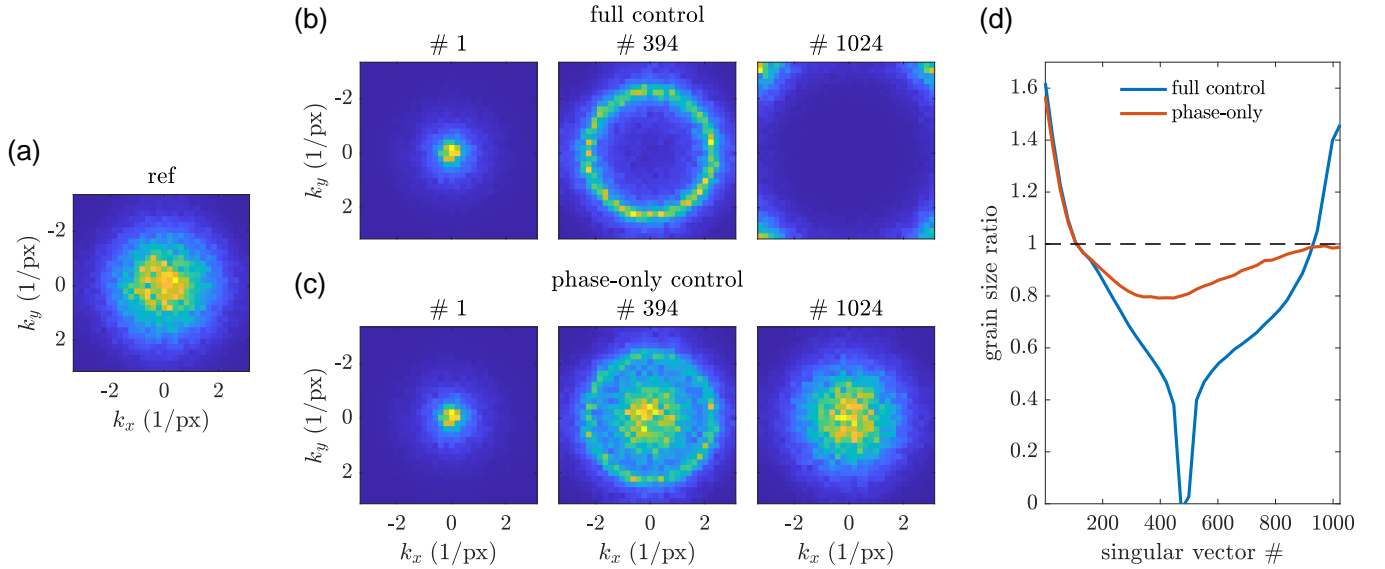 (a)
ref
-2
0
2
k_y (1/px)
-2 0 2
k_x (1/px)
(b)
full control
# 1 # 394 # 1024
-2
0
2
k_y (1/px)
(c)
phase-only control
# 1 # 394 # 1024
-2
0
2
k_y (1/px)
-2 0 2 -2 0 2 -2 0 2
k_x (1/px) k_x (1/px) k_x (1/px)
(d)
full control
phase-only
1.6
1.4
1.2
1
0.8
0.6
0.4
0.2
0
grain size ratio
200 400 600 800 1000
singular vector #